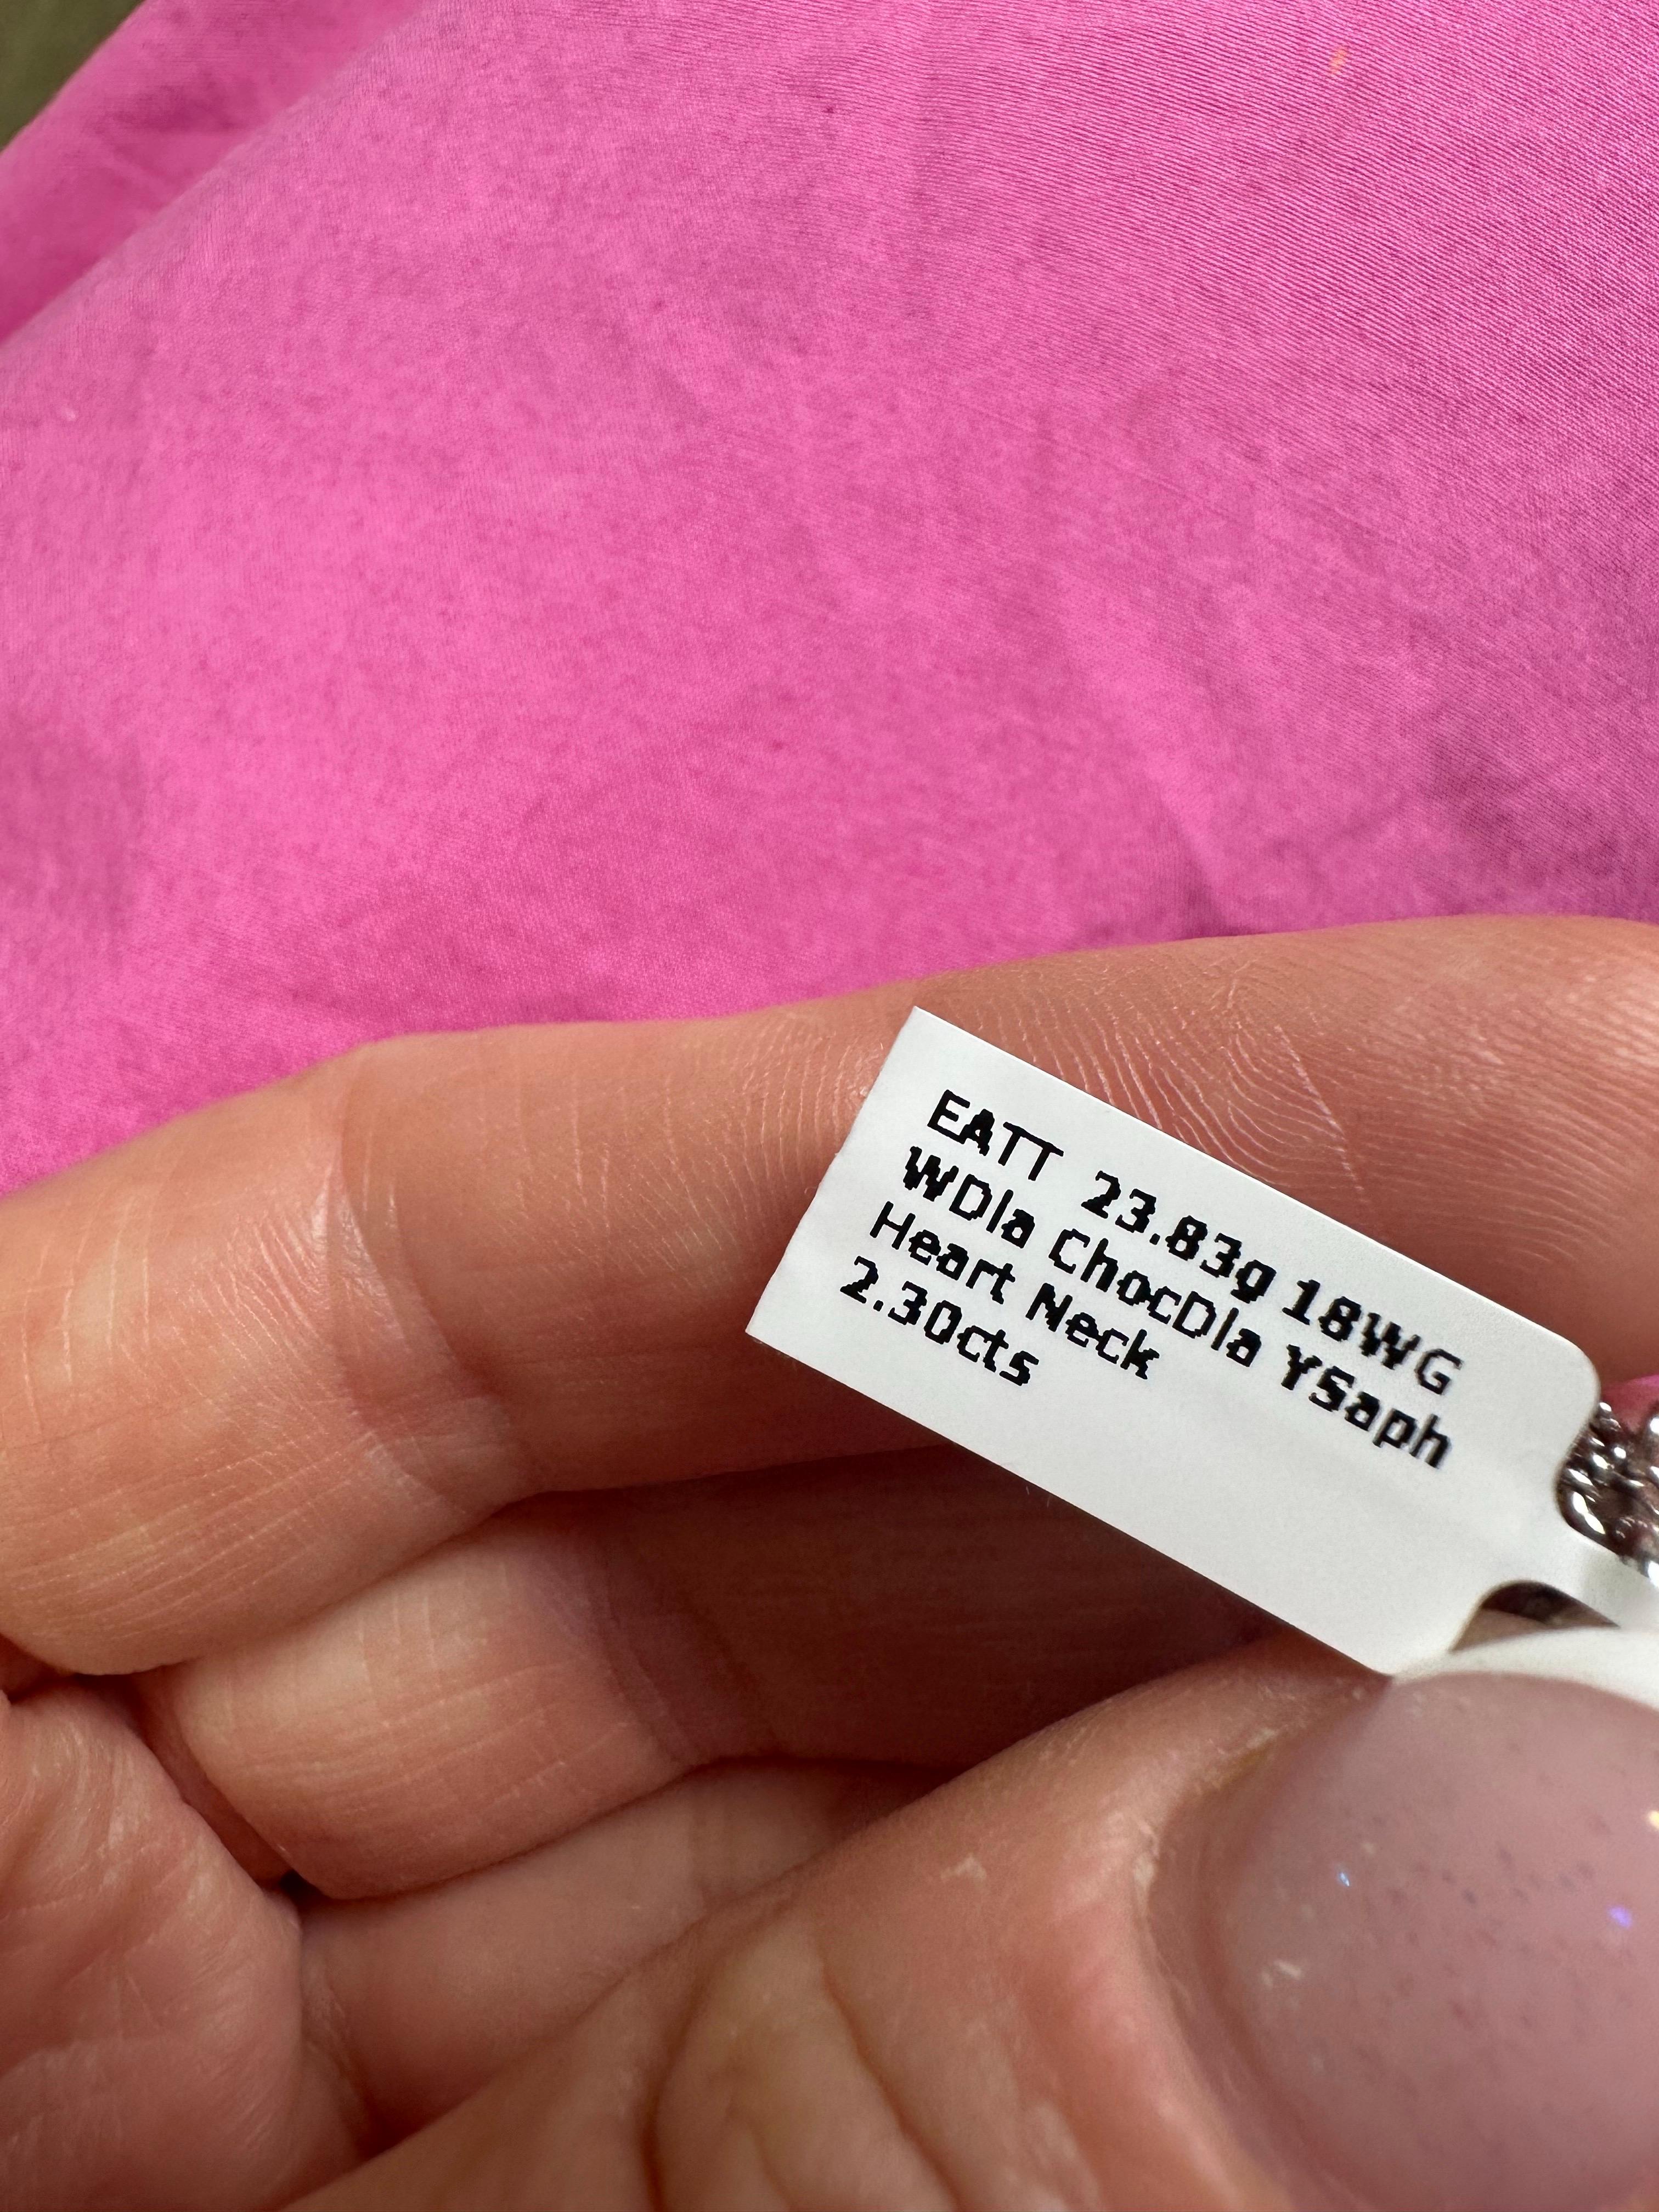 EATT 23.83g 18WG
WDia ChocDia YSaph
Heart Neck
2.30cts